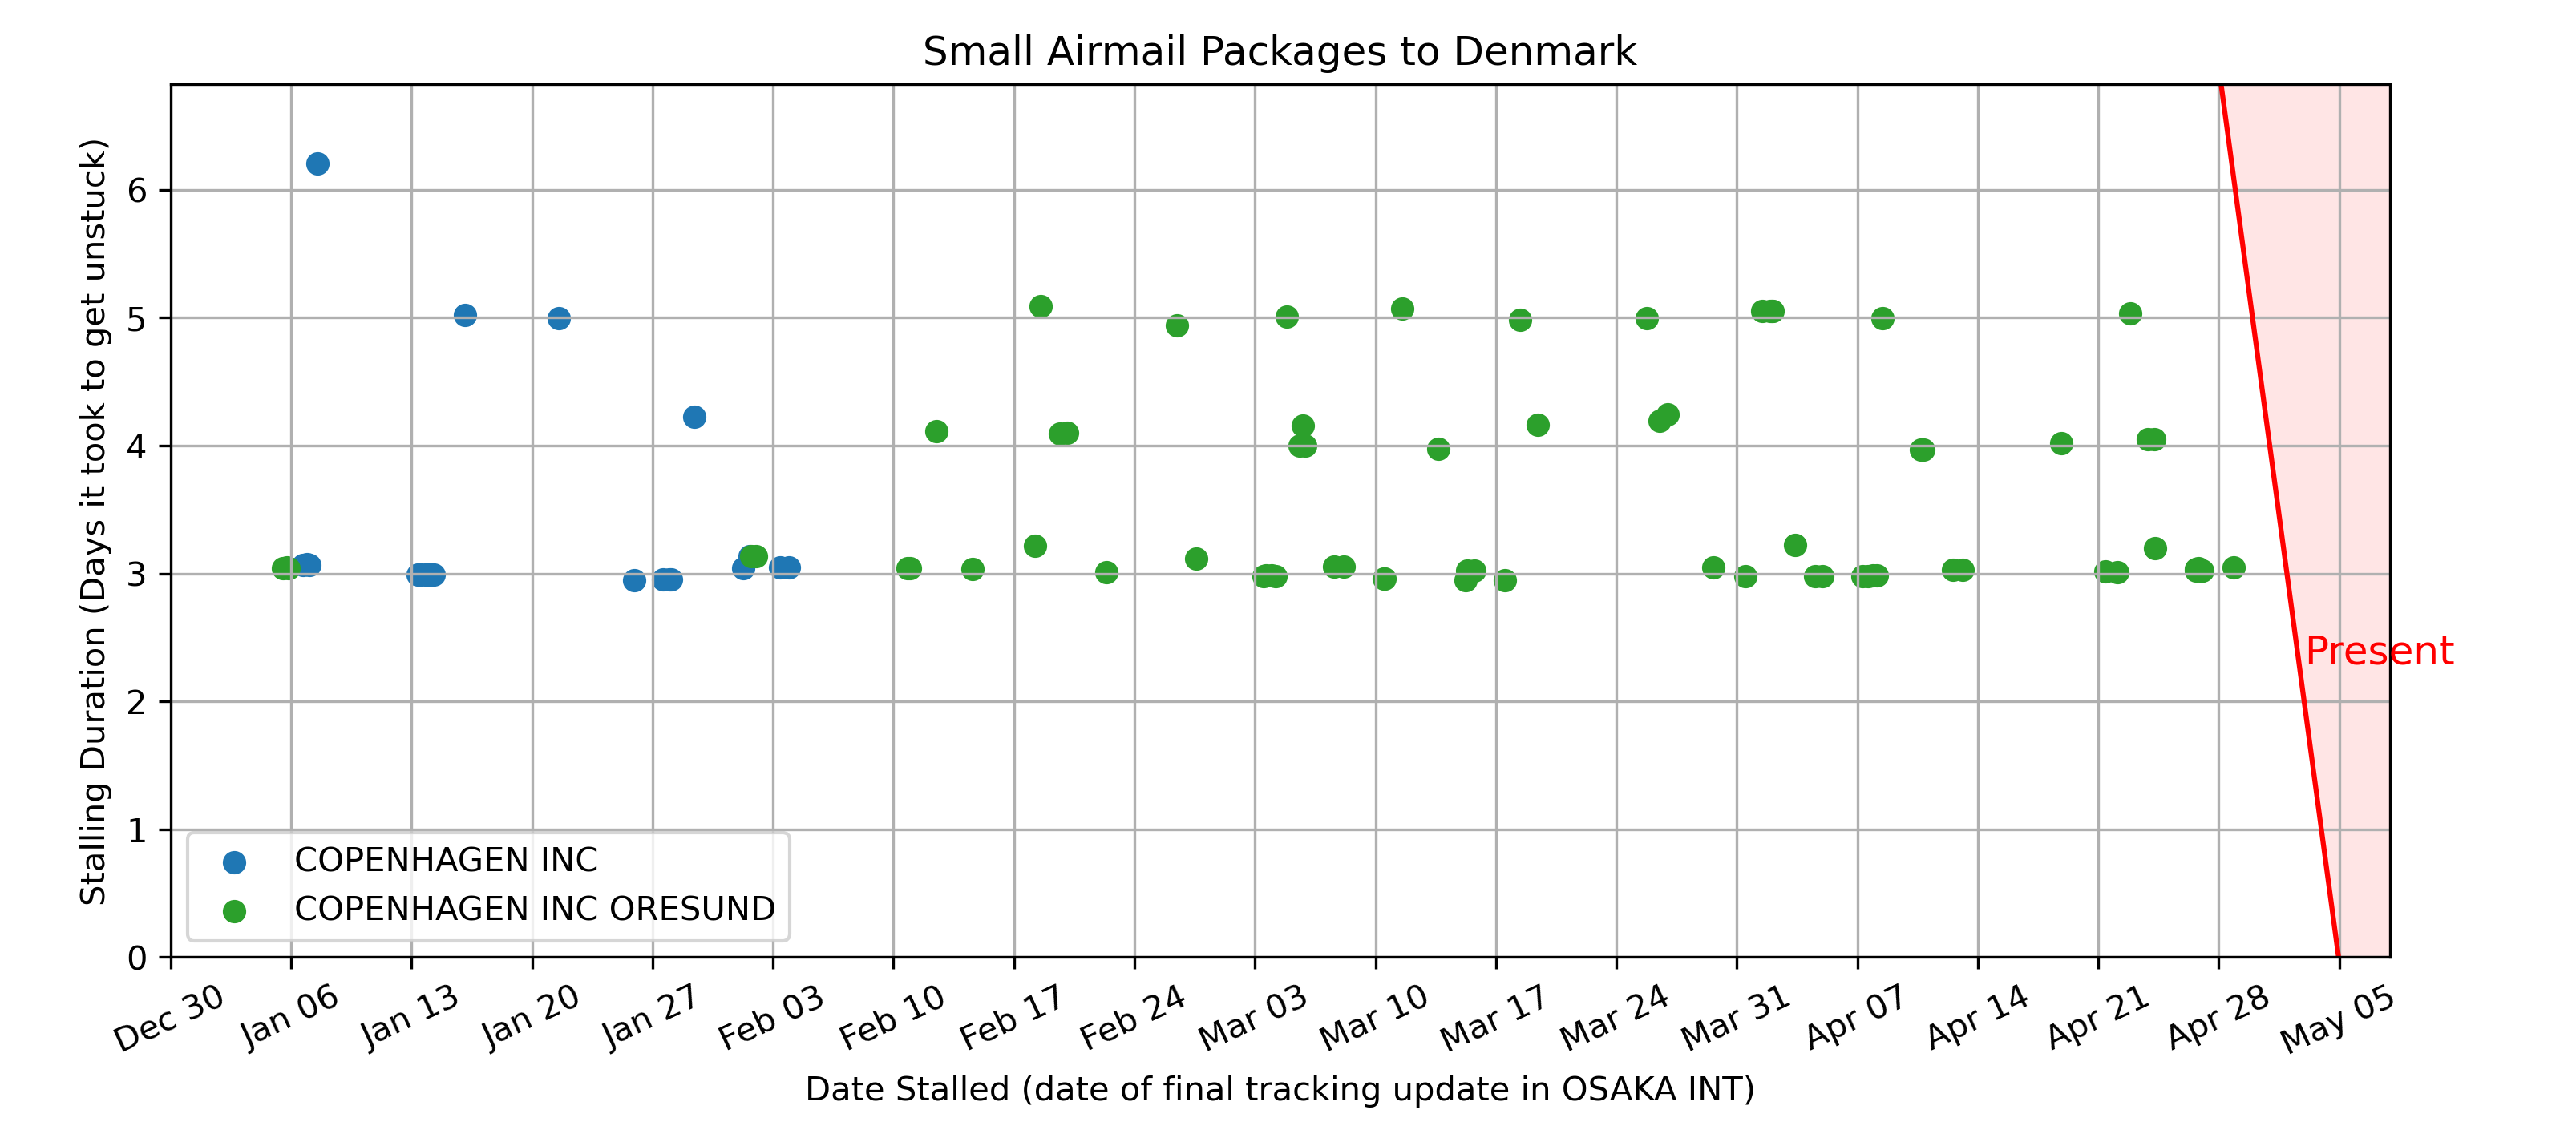 Small Airmail Packages to Denmark
Stalling Duration (Days it took to get unstuck)
6
5
4
3
2
1
0
Present
COPENHAGEN INC
COPENHAGEN INC ORESUND
Dec 30 Jan 06 Jan 13 Jan 20 Jan 27 Feb 03 Feb 10 Feb 17 Feb 24 Mar 03 Mar 10 Mar 17 Mar 24 Mar 31 Apr 07 Apr 14 Apr 21 Apr 28 May 05
Date Stalled (date of final tracking update in OSAKA INT)